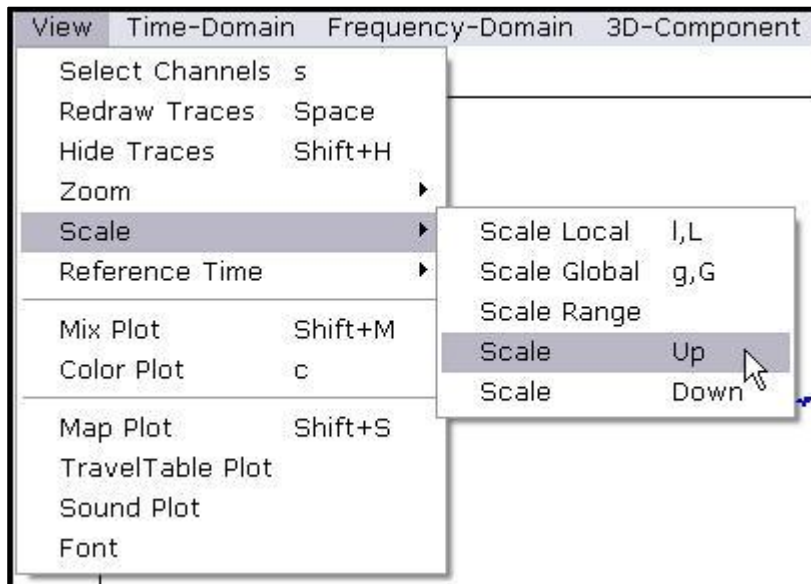 View Time-Domain Frequency-Domain 3D-Component
Select Channels s
Redraw Traces Space
Hide Traces Shift+H
Zoom
Scale
Reference Time
Mix Plot Shift+M
Color Plot c
Map Plot Shift+S
TravelTable Plot
Sound Plot
Font
Scale Local l,L
Scale Global g,G
Scale Range
Scale Up
Scale Down